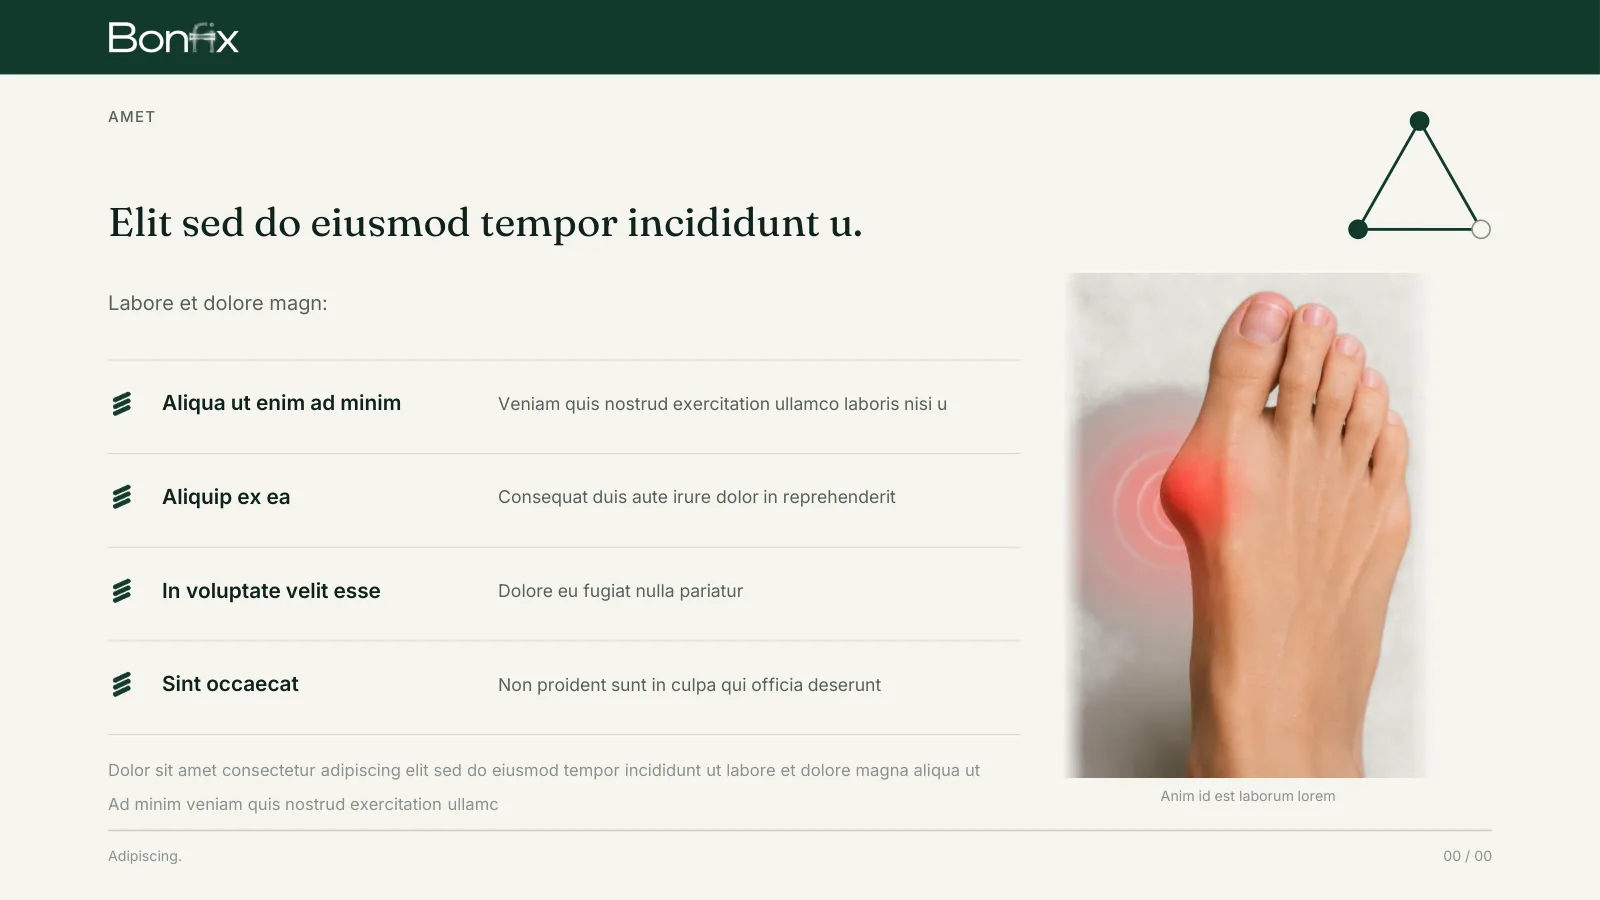 Bonfix
AMET
Elit sed do eiusmod tempor incididunt u.
Labore et dolore magn:
Aliqua ut enim ad minim
Veniam quis nostrud exercitation ullamco laboris nisi u
Aliquip ex ea
Consequat duis aute irure dolor in reprehenderit
In voluptate velit esse
Dolore eu fugiat nulla pariatur
Sint occaecat
Non proident sunt in culpa qui officia deserunt
Dolor sit amet consectetur adipiscing elit sed do eiusmod tempor incididunt ut labore et dolore magna aliqua ut
Ad minim veniam quis nostrud exercitation ullamc
Anim id est laborum lorem
Adipiscing.
00 / 00